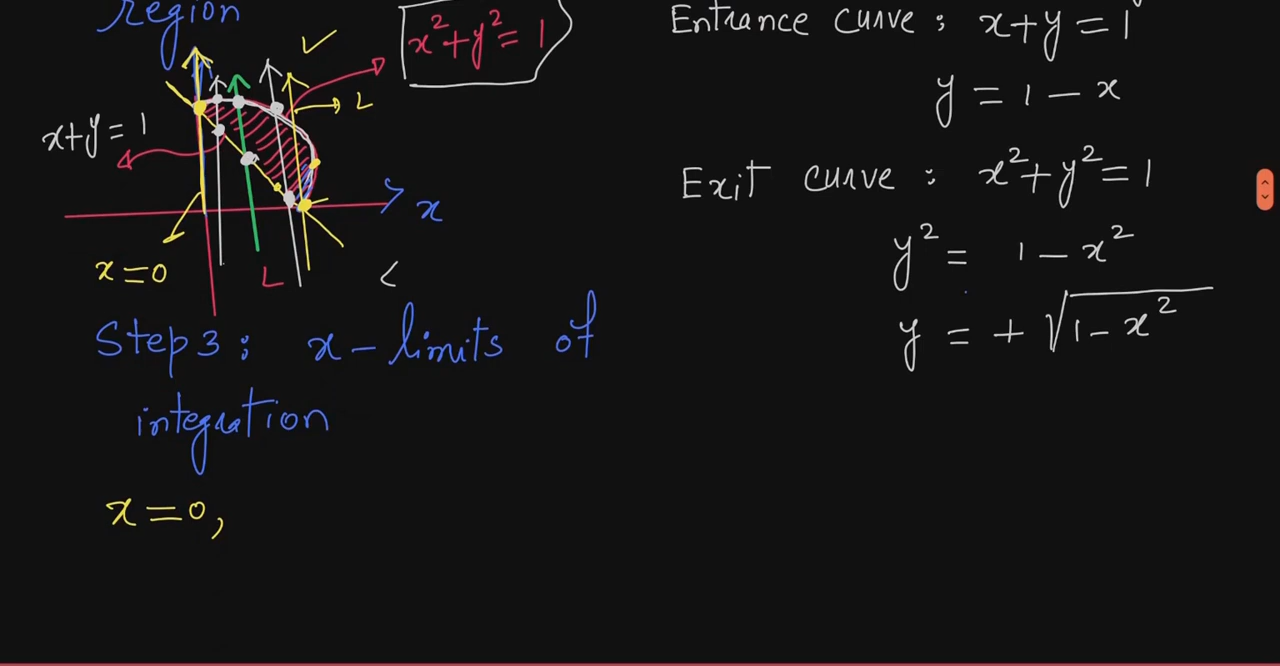 region
x² + y² = 1
x + y = 1
L
x
x = 0
L
Step 3 : x - limits of
integration
x = 0,
Entrance curve : x + y = 1
y = 1 - x
Exit curve : x² + y² = 1
y² = 1 - x²
y = + √1 - x²